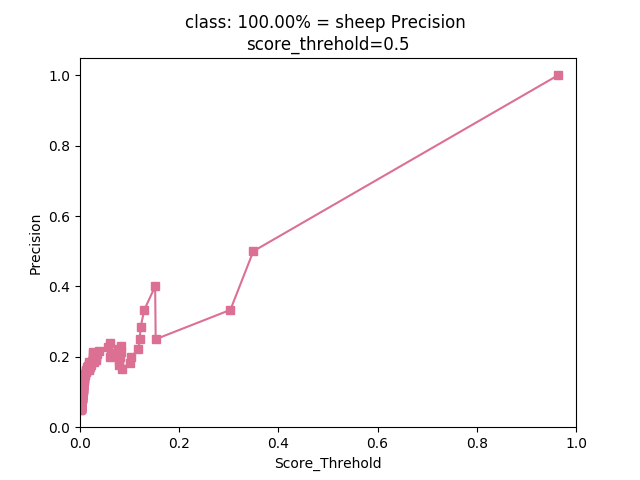 class: 100.00% = sheep Precision
score_threhold=0.5
1.0
0.8
0.6
0.4
0.2
0.0
Precision
0.0 0.2 0.4 0.6 0.8 1.0
Score_Threhold